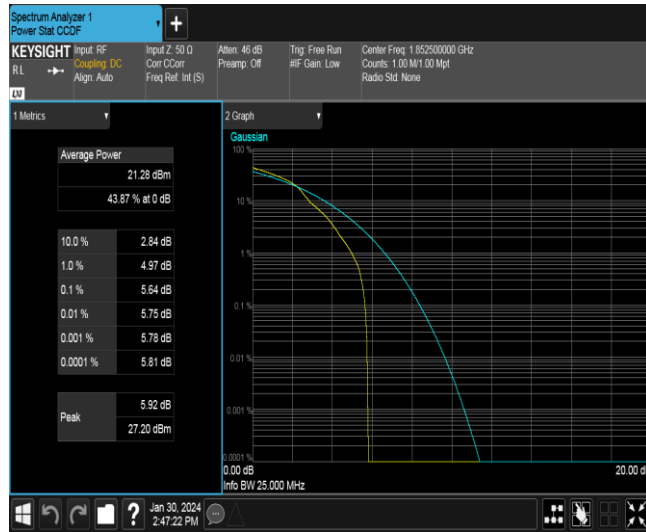 Spectrum Analyzer 1
Power Stat CCDF
+
KEYSIGHT
RL
LXI
Input: RF
Coupling: DC
Align: Auto
Input Z: 50 Ω
Corr CCorr
Freq Ref: Int (S)
Atten: 46 dB
Preamp: Off
Trig: Free Run
#IF Gain: Low
Center Freq: 1.852500000 GHz
Counts: 1.00 M/1.00 Mpt
Radio Std: None
1 Metrics
Average Power
21.28 dBm
43.87 % at 0 dB
10.0 % 2.84 dB
1.0 % 4.97 dB
0.1 % 5.64 dB
0.01 % 5.75 dB
0.001 % 5.78 dB
0.0001 % 5.81 dB
Peak
5.92 dB
27.20 dBm
2 Graph
Gaussian
100 %
10 %
1 %
0.1 %
0.01 %
0.001 %
0.0001 %
0.00 dB
20.00 dB
Info BW 25.000 MHz
?
Jan 30, 2024
2:47:22 PM